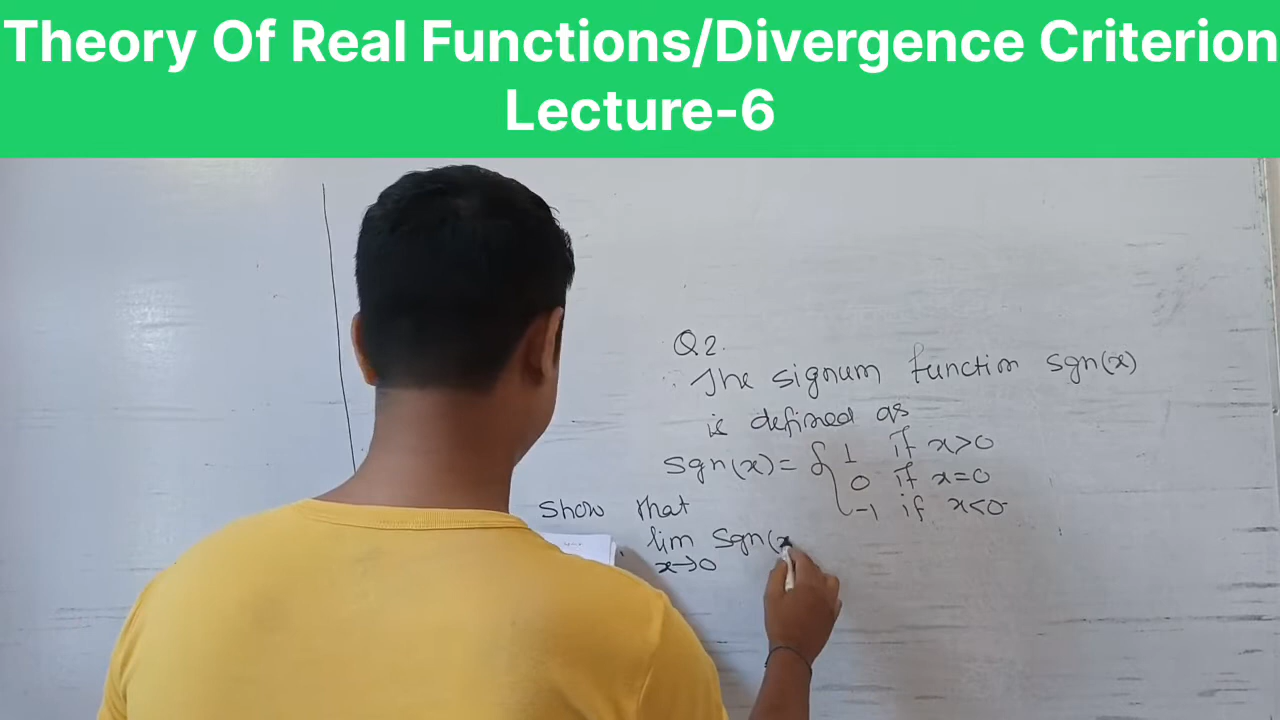 Theory Of Real Functions/Divergence Criterion
Lecture-6
Q2.
The signum function sgn(x)
is defined as
sgn(x)= { 1 if x>0
0 if x=0
-1 if x<0
Show that
lim sgn(x
x→0